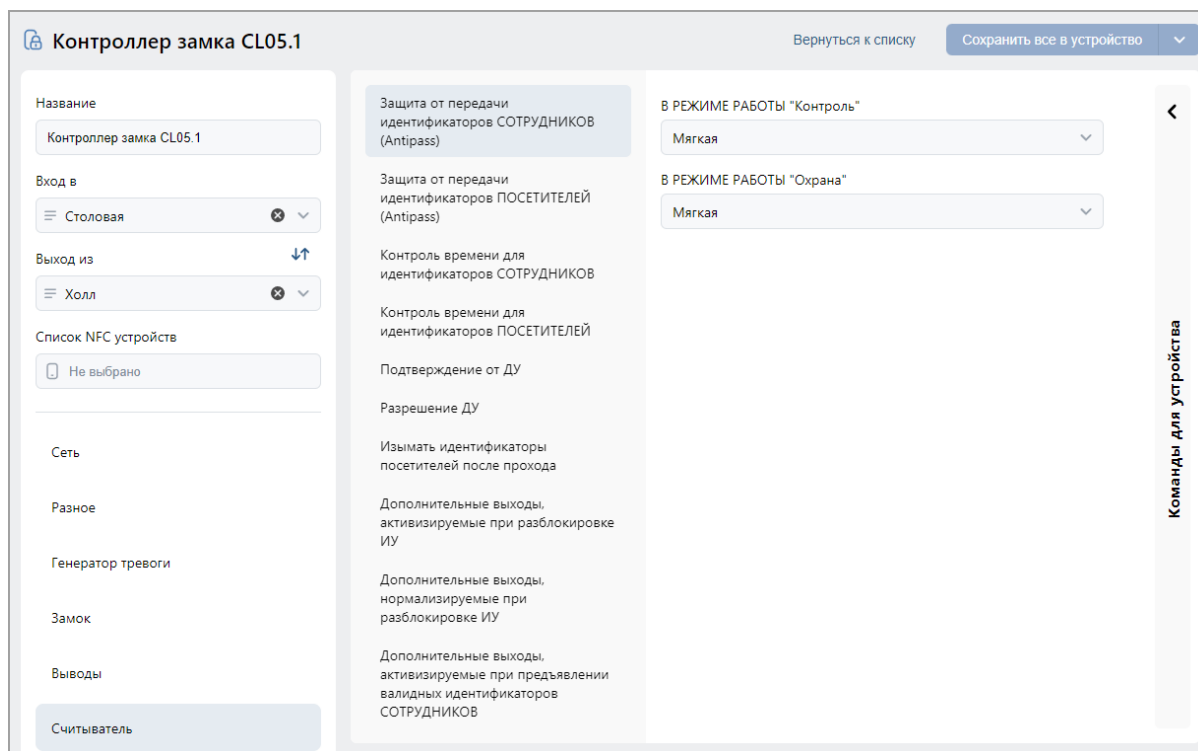 Контроллер замка CL05.1
Вернуться к списку
Сохранить все в устройство
Название
Контроллер замка CL05.1
Вход в
Столовая
Выход из
Холл
Список NFC устройств
Не выбрано
Сеть
Разное
Генератор тревоги
Замок
Выводы
Считыватель
Защита от передачи
идентификаторов СОТРУДНИКОВ
(Antipass)
Защита от передачи
идентификаторов ПОСЕТИТЕЛЕЙ
(Antipass)
Контроль времени для
идентификаторов СОТРУДНИКОВ
Контроль времени для
идентификаторов ПОСЕТИТЕЛЕЙ
Подтверждение от ДУ
Разрешение ДУ
Изымать идентификаторы
посетителей после прохода
Дополнительные выходы,
активизируемые при разблокировке
ИУ
Дополнительные выходы,
нормализируемые при
разблокировке ИУ
Дополнительные выходы,
активизируемые при предъявлении
валидных идентификаторов
СОТРУДНИКОВ
В РЕЖИМЕ РАБОТЫ "Контроль"
Мягкая
В РЕЖИМЕ РАБОТЫ "Охрана"
Мягкая
Команды для устройства